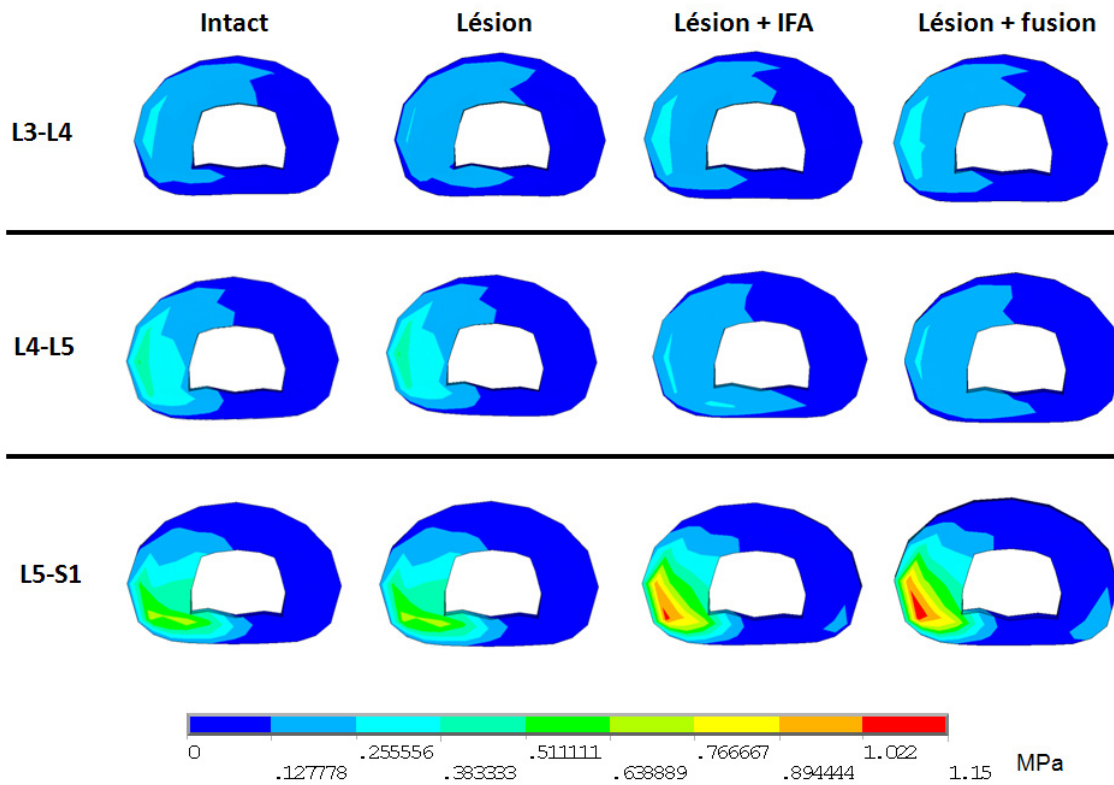 Intact Lésion Lésion + IFA Lésion + fusion
L3-L4
L4-L5
L5-S1
0 .255556 .511111 .766667 1.022
.127778 .383333 .638889 .894444 1.15 MPa